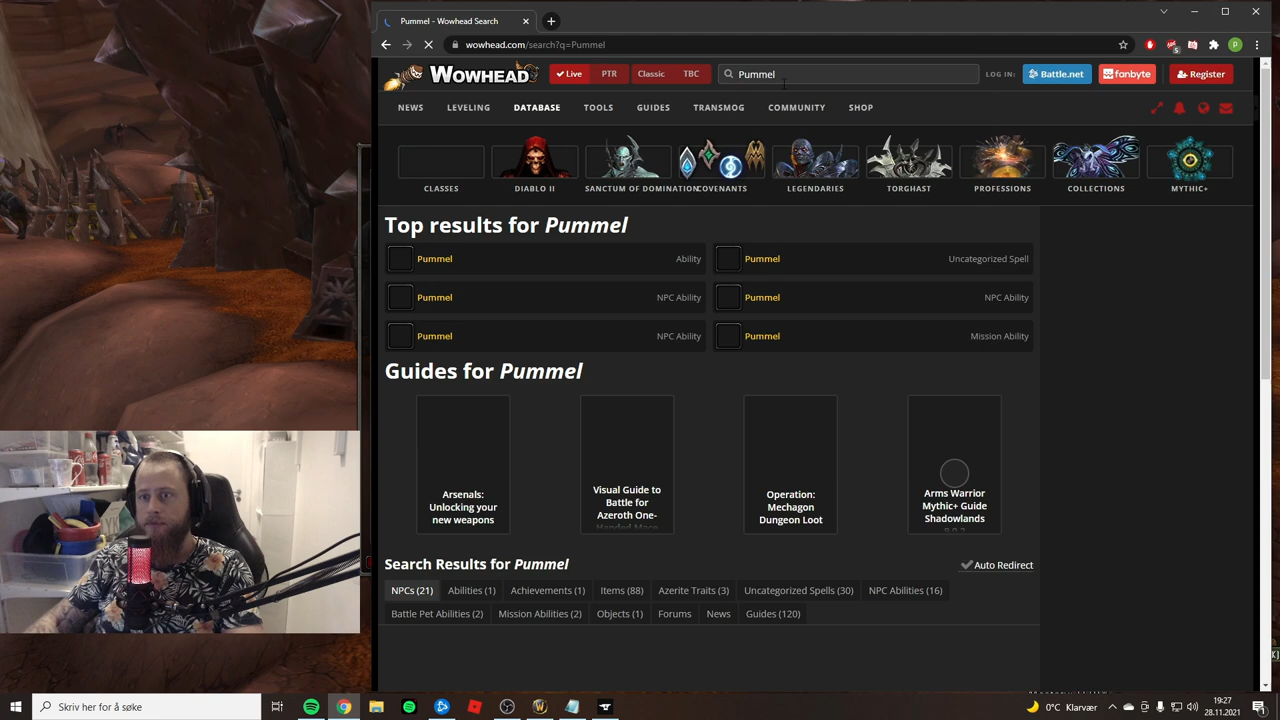 Pummel - Wowhead Search
wowhead.com/search?q=Pummel
WOWHEAD
Live
PTR
Classic
TBC
Pummel
LOG IN:
Battle.net
fanbyte
Register
NEWS
LEVELING
DATABASE
TOOLS
GUIDES
TRANSMOG
COMMUNITY
SHOP
CLASSES
DIABLO II
SANCTUM OF DOMINATION
COVENANTS
LEGENDARIES
TORGHAST
PROFESSIONS
COLLECTIONS
MYTHIC+
Top results for Pummel
Pummel Ability
Pummel Uncategorized Spell
Pummel NPC Ability
Pummel NPC Ability
Pummel NPC Ability
Pummel Mission Ability
Guides for Pummel
Arsenals:
Unlocking your
new weapons
Visual Guide to
Battle for
Azeroth One-
Handed Mace
Operation:
Mechagon
Dungeon Loot
Arms Warrior
Mythic+ Guide
Shadowlands
Search Results for Pummel
Auto Redirect
NPCs (21)
Abilities (1)
Achievements (1)
Items (88)
Azerite Traits (3)
Uncategorized Spells (30)
NPC Abilities (16)
Battle Pet Abilities (2)
Mission Abilities (2)
Objects (1)
Forums
News
Guides (120)
Skriv her for å søke
0°C Klarvær
19:27
28.11.2021